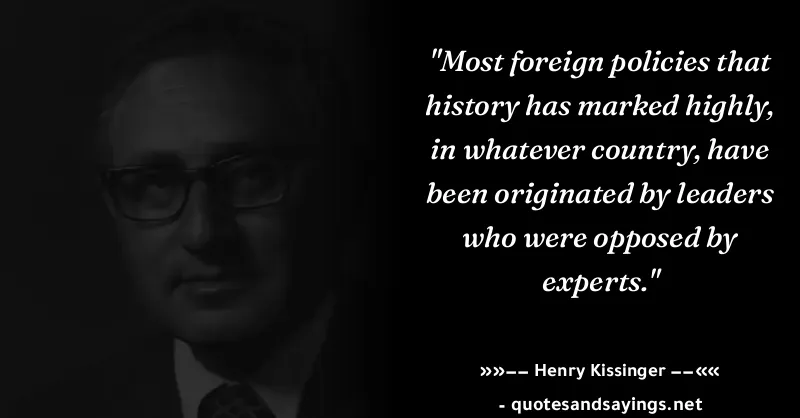 "Most foreign policies that
history has marked highly,
in whatever country, have
been originated by leaders
who were opposed by
experts."
»»−− Henry Kissinger −−««
- quotesandsayings.net